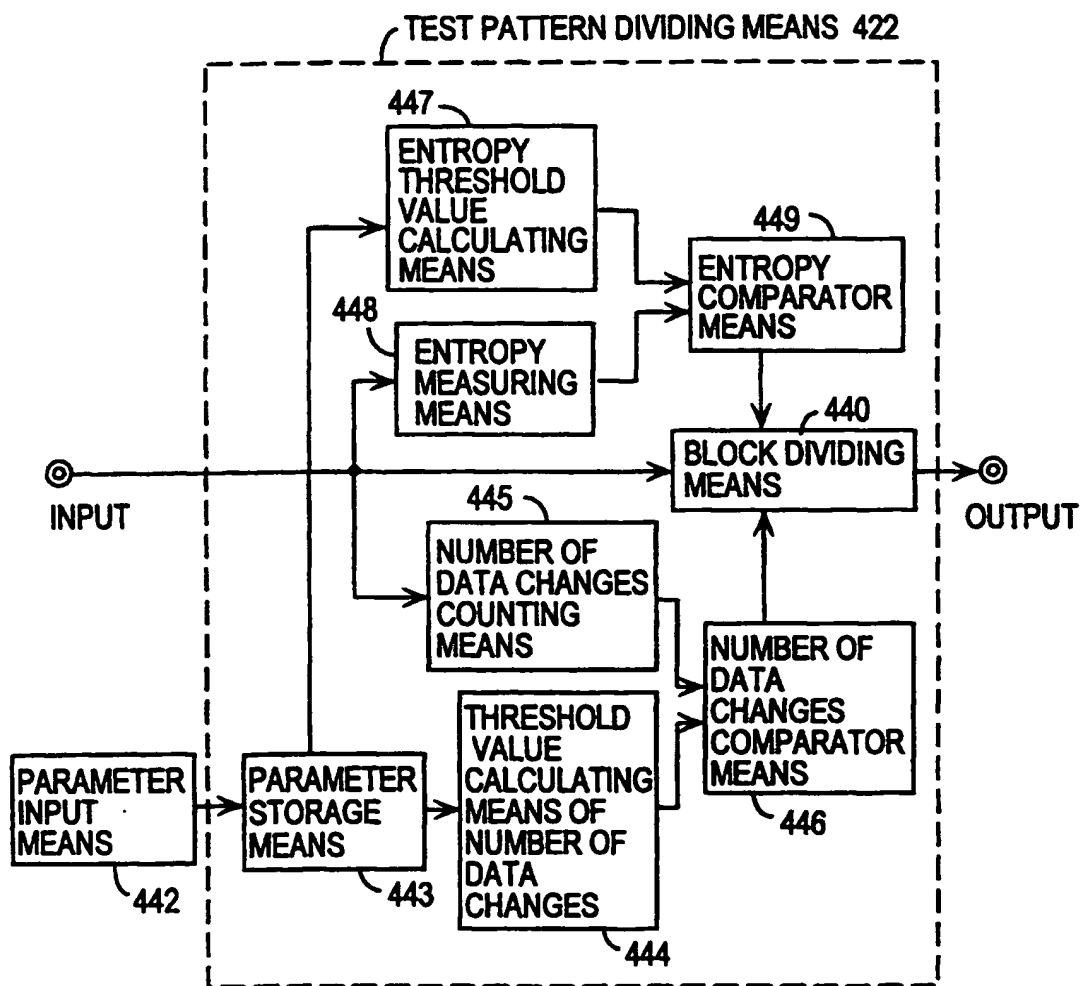 TEST PATTERN DIVIDING MEANS 422
447
ENTROPY
THRESHOLD
VALUE
CALCULATING
MEANS
449
ENTROPY
COMPARATOR
MEANS
448
ENTROPY
MEASURING
MEANS
440
BLOCK DIVIDING
MEANS
INPUT
OUTPUT
445
NUMBER OF
DATA CHANGES
COUNTING
MEANS
NUMBER OF
DATA
CHANGES
COMPARATOR
MEANS
446
THRESHOLD
VALUE
CALCULATING
MEANS OF
NUMBER OF
DATA
CHANGES
444
PARAMETER
INPUT
MEANS
442
PARAMETER
STORAGE
MEANS
443